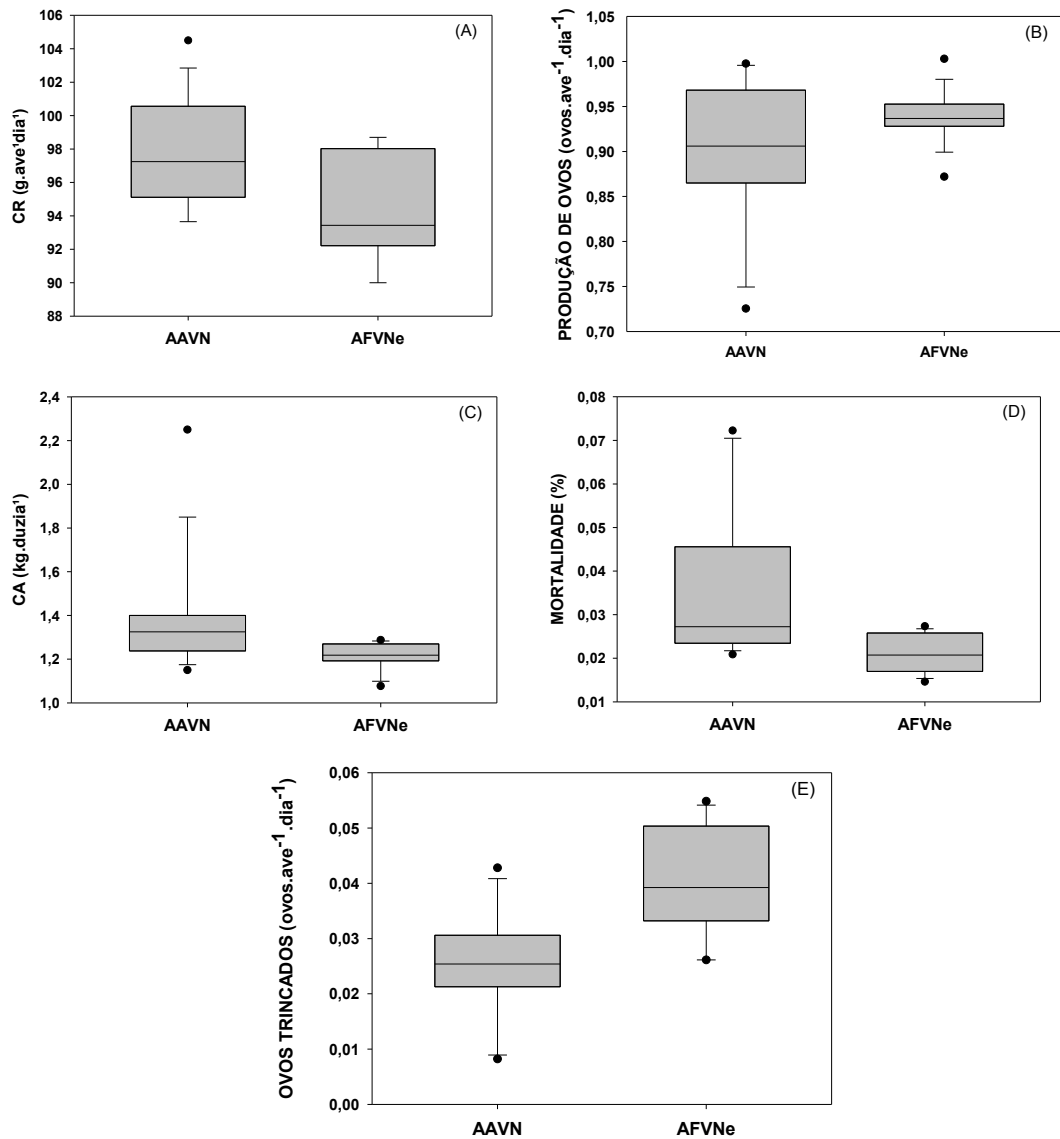 (A)
CR (g.ave¹dia¹)
106
104
102
100
98
96
94
92
90
88
AAVN
AFVNe
(B)
PRODUÇÃO DE OVOS (ovos.ave⁻¹.dia⁻¹)
1,05
1,00
0,95
0,90
0,85
0,80
0,75
0,70
AAVN
AFVNe
(C)
CA (kg.duzia¹)
2,4
2,2
2,0
1,8
1,6
1,4
1,2
1,0
AAVN
AFVNe
(D)
MORTALIDADE (%)
0,08
0,07
0,06
0,05
0,04
0,03
0,02
0,01
AAVN
AFVNe
(E)
OVOS TRINCADOS (ovos.ave⁻¹.dia⁻¹)
0,06
0,05
0,04
0,03
0,02
0,01
0,00
AAVN
AFVNe